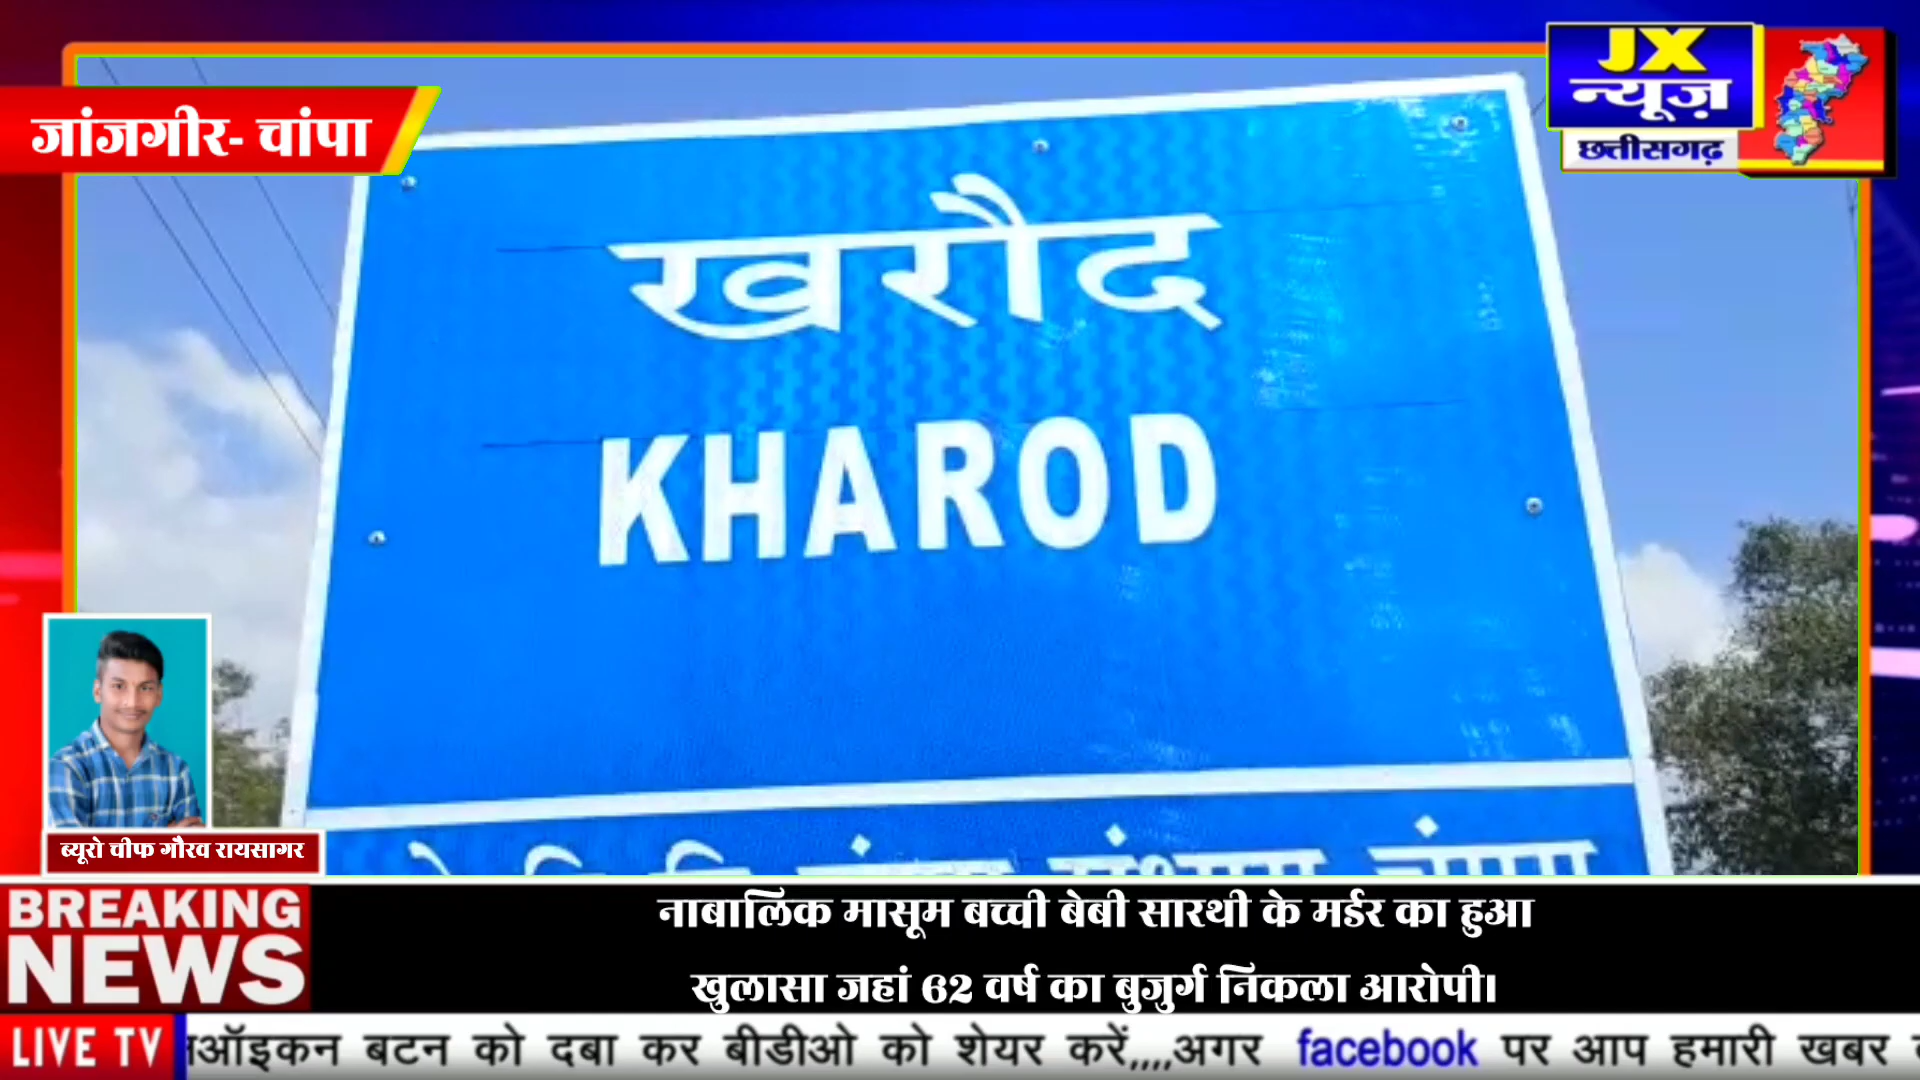 JX
न्यूज़
छत्तीसगढ़
जांजगीर- चांपा
खरौद
KHAROD
ब्यूरो चीफ गौरव रायसागर
BREAKING
NEWS
नाबालिक मासूम बच्ची बेबी सारथी के मर्डर का हुआ
खुलासा जहां 62 वर्ष का बुजुर्ग निकला आरोपी।
LIVE TV
ऑइकन बटन को दबा कर बीडीओ को शेयर करें,,,,अगर facebook पर आप हमारी खबर